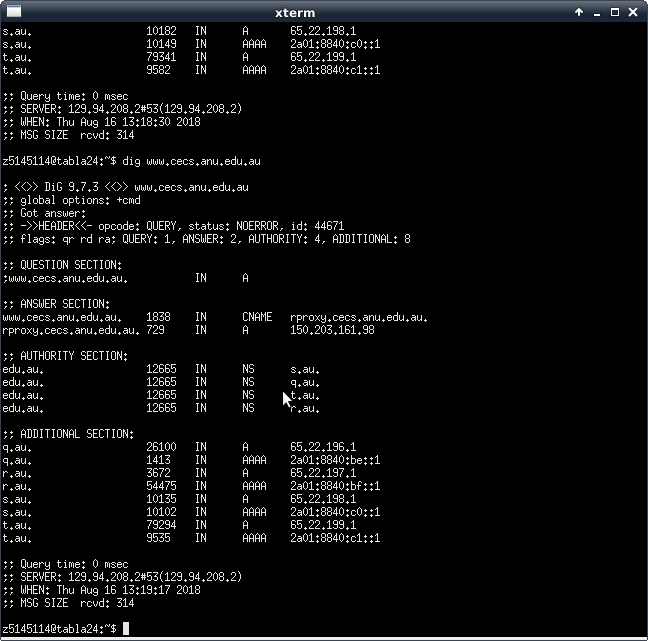 xterm
s.au. 10182 IN A 65.22.198.1
s.au. 10149 IN AAAA 2a01:8840:c0::1
t.au. 79341 IN A 65.22.199.1
t.au. 9582 IN AAAA 2a01:8840:c1::1
;; Query time: 0 msec
;; SERVER: 129.94.208.2#53(129.94.208.2)
;; WHEN: Thu Aug 16 13:18:30 2018
;; MSG SIZE rcvd: 314
z5145114@tabla24:~$ dig www.cecs.anu.edu.au
; <<>> DiG 9.7.3 <<>> www.cecs.anu.edu.au
;; global options: +cmd
;; Got answer:
;; ->>HEADER<<- opcode: QUERY, status: NOERROR, id: 44671
;; flags: qr rd ra; QUERY: 1, ANSWER: 2, AUTHORITY: 4, ADDITIONAL: 8
;; QUESTION SECTION:
;www.cecs.anu.edu.au. IN A
;; ANSWER SECTION:
www.cecs.anu.edu.au. 1838 IN CNAME rproxy.cecs.anu.edu.au.
rproxy.cecs.anu.edu.au. 729 IN A 150.203.161.98
;; AUTHORITY SECTION:
edu.au. 12665 IN NS s.au.
edu.au. 12665 IN NS q.au.
edu.au. 12665 IN NS t.au.
edu.au. 12665 IN NS r.au.
;; ADDITIONAL SECTION:
q.au. 26100 IN A 65.22.196.1
q.au. 1413 IN AAAA 2a01:8840:be::1
r.au. 3672 IN A 65.22.197.1
r.au. 54475 IN AAAA 2a01:8840:bf::1
s.au. 10135 IN A 65.22.198.1
s.au. 10102 IN AAAA 2a01:8840:c0::1
t.au. 79294 IN A 65.22.199.1
t.au. 9535 IN AAAA 2a01:8840:c1::1
;; Query time: 0 msec
;; SERVER: 129.94.208.2#53(129.94.208.2)
;; WHEN: Thu Aug 16 13:19:17 2018
;; MSG SIZE rcvd: 314
z5145114@tabla24:~$